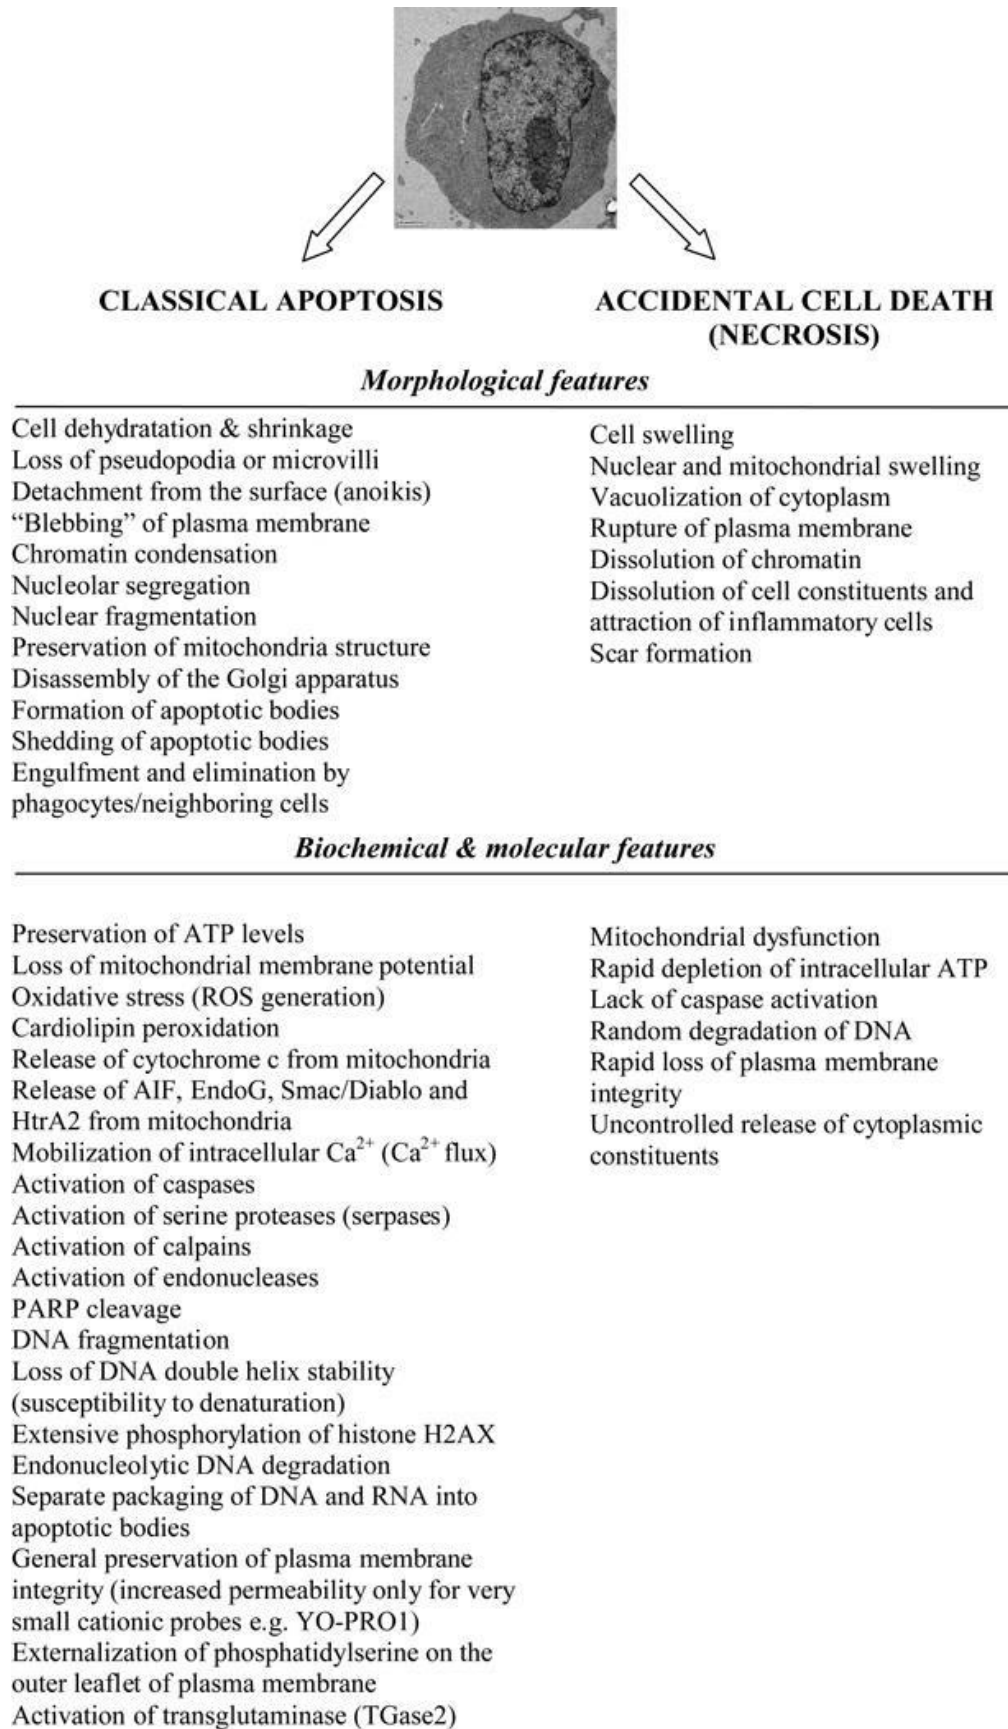 CLASSICAL APOPTOSIS
ACCIDENTAL CELL DEATH
(NECROSIS)
Morphological features
Cell dehydratation & shrinkage
Loss of pseudopodia or microvilli
Detachment from the surface (anoikis)
“Blebbing” of plasma membrane
Chromatin condensation
Nucleolar segregation
Nuclear fragmentation
Preservation of mitochondria structure
Disassembly of the Golgi apparatus
Formation of apoptotic bodies
Shedding of apoptotic bodies
Engulfment and elimination by
phagocytes/neighboring cells
Cell swelling
Nuclear and mitochondrial swelling
Vacuolization of cytoplasm
Rupture of plasma membrane
Dissolution of chromatin
Dissolution of cell constituents and
attraction of inflammatory cells
Scar formation
Biochemical & molecular features
Preservation of ATP levels
Loss of mitochondrial membrane potential
Oxidative stress (ROS generation)
Cardiolipin peroxidation
Release of cytochrome c from mitochondria
Release of AIF, EndoG, Smac/Diablo and
HtrA2 from mitochondria
Mobilization of intracellular Ca²⁺ (Ca²⁺ flux)
Activation of caspases
Activation of serine proteases (serpases)
Activation of calpains
Activation of endonucleases
PARP cleavage
DNA fragmentation
Loss of DNA double helix stability
(susceptibility to denaturation)
Extensive phosphorylation of histone H2AX
Endonucleolytic DNA degradation
Separate packaging of DNA and RNA into
apoptotic bodies
General preservation of plasma membrane
integrity (increased permeability only for very
small cationic probes e.g. YO-PRO1)
Externalization of phosphatidylserine on the
outer leaflet of plasma membrane
Activation of transglutaminase (TGase2)
Mitochondrial dysfunction
Rapid depletion of intracellular ATP
Lack of caspase activation
Random degradation of DNA
Rapid loss of plasma membrane
integrity
Uncontrolled release of cytoplasmic
constituents